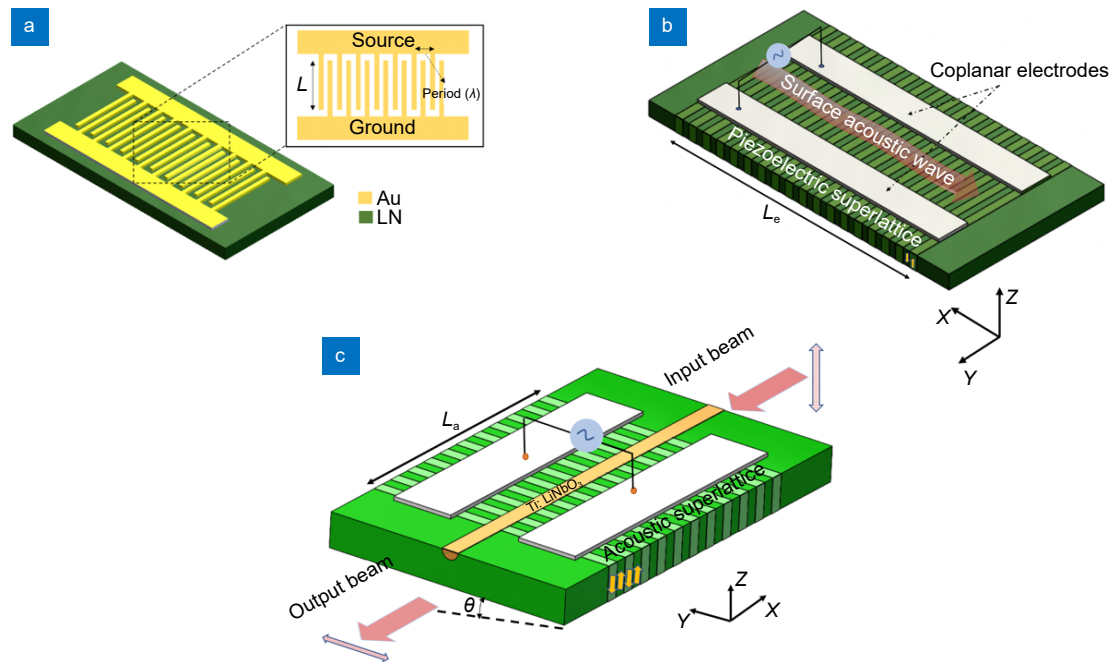 a
Source
L
Period (λ)
Ground
Au
LN
b
Coplanar electrodes
Surface acoustic wave
Piezoelectric superlattice
Le
Z
X
Y
c
Input beam
La
Ti: LiNbO3
Acoustic superlattice
Output beam
θ
Z
Y
X